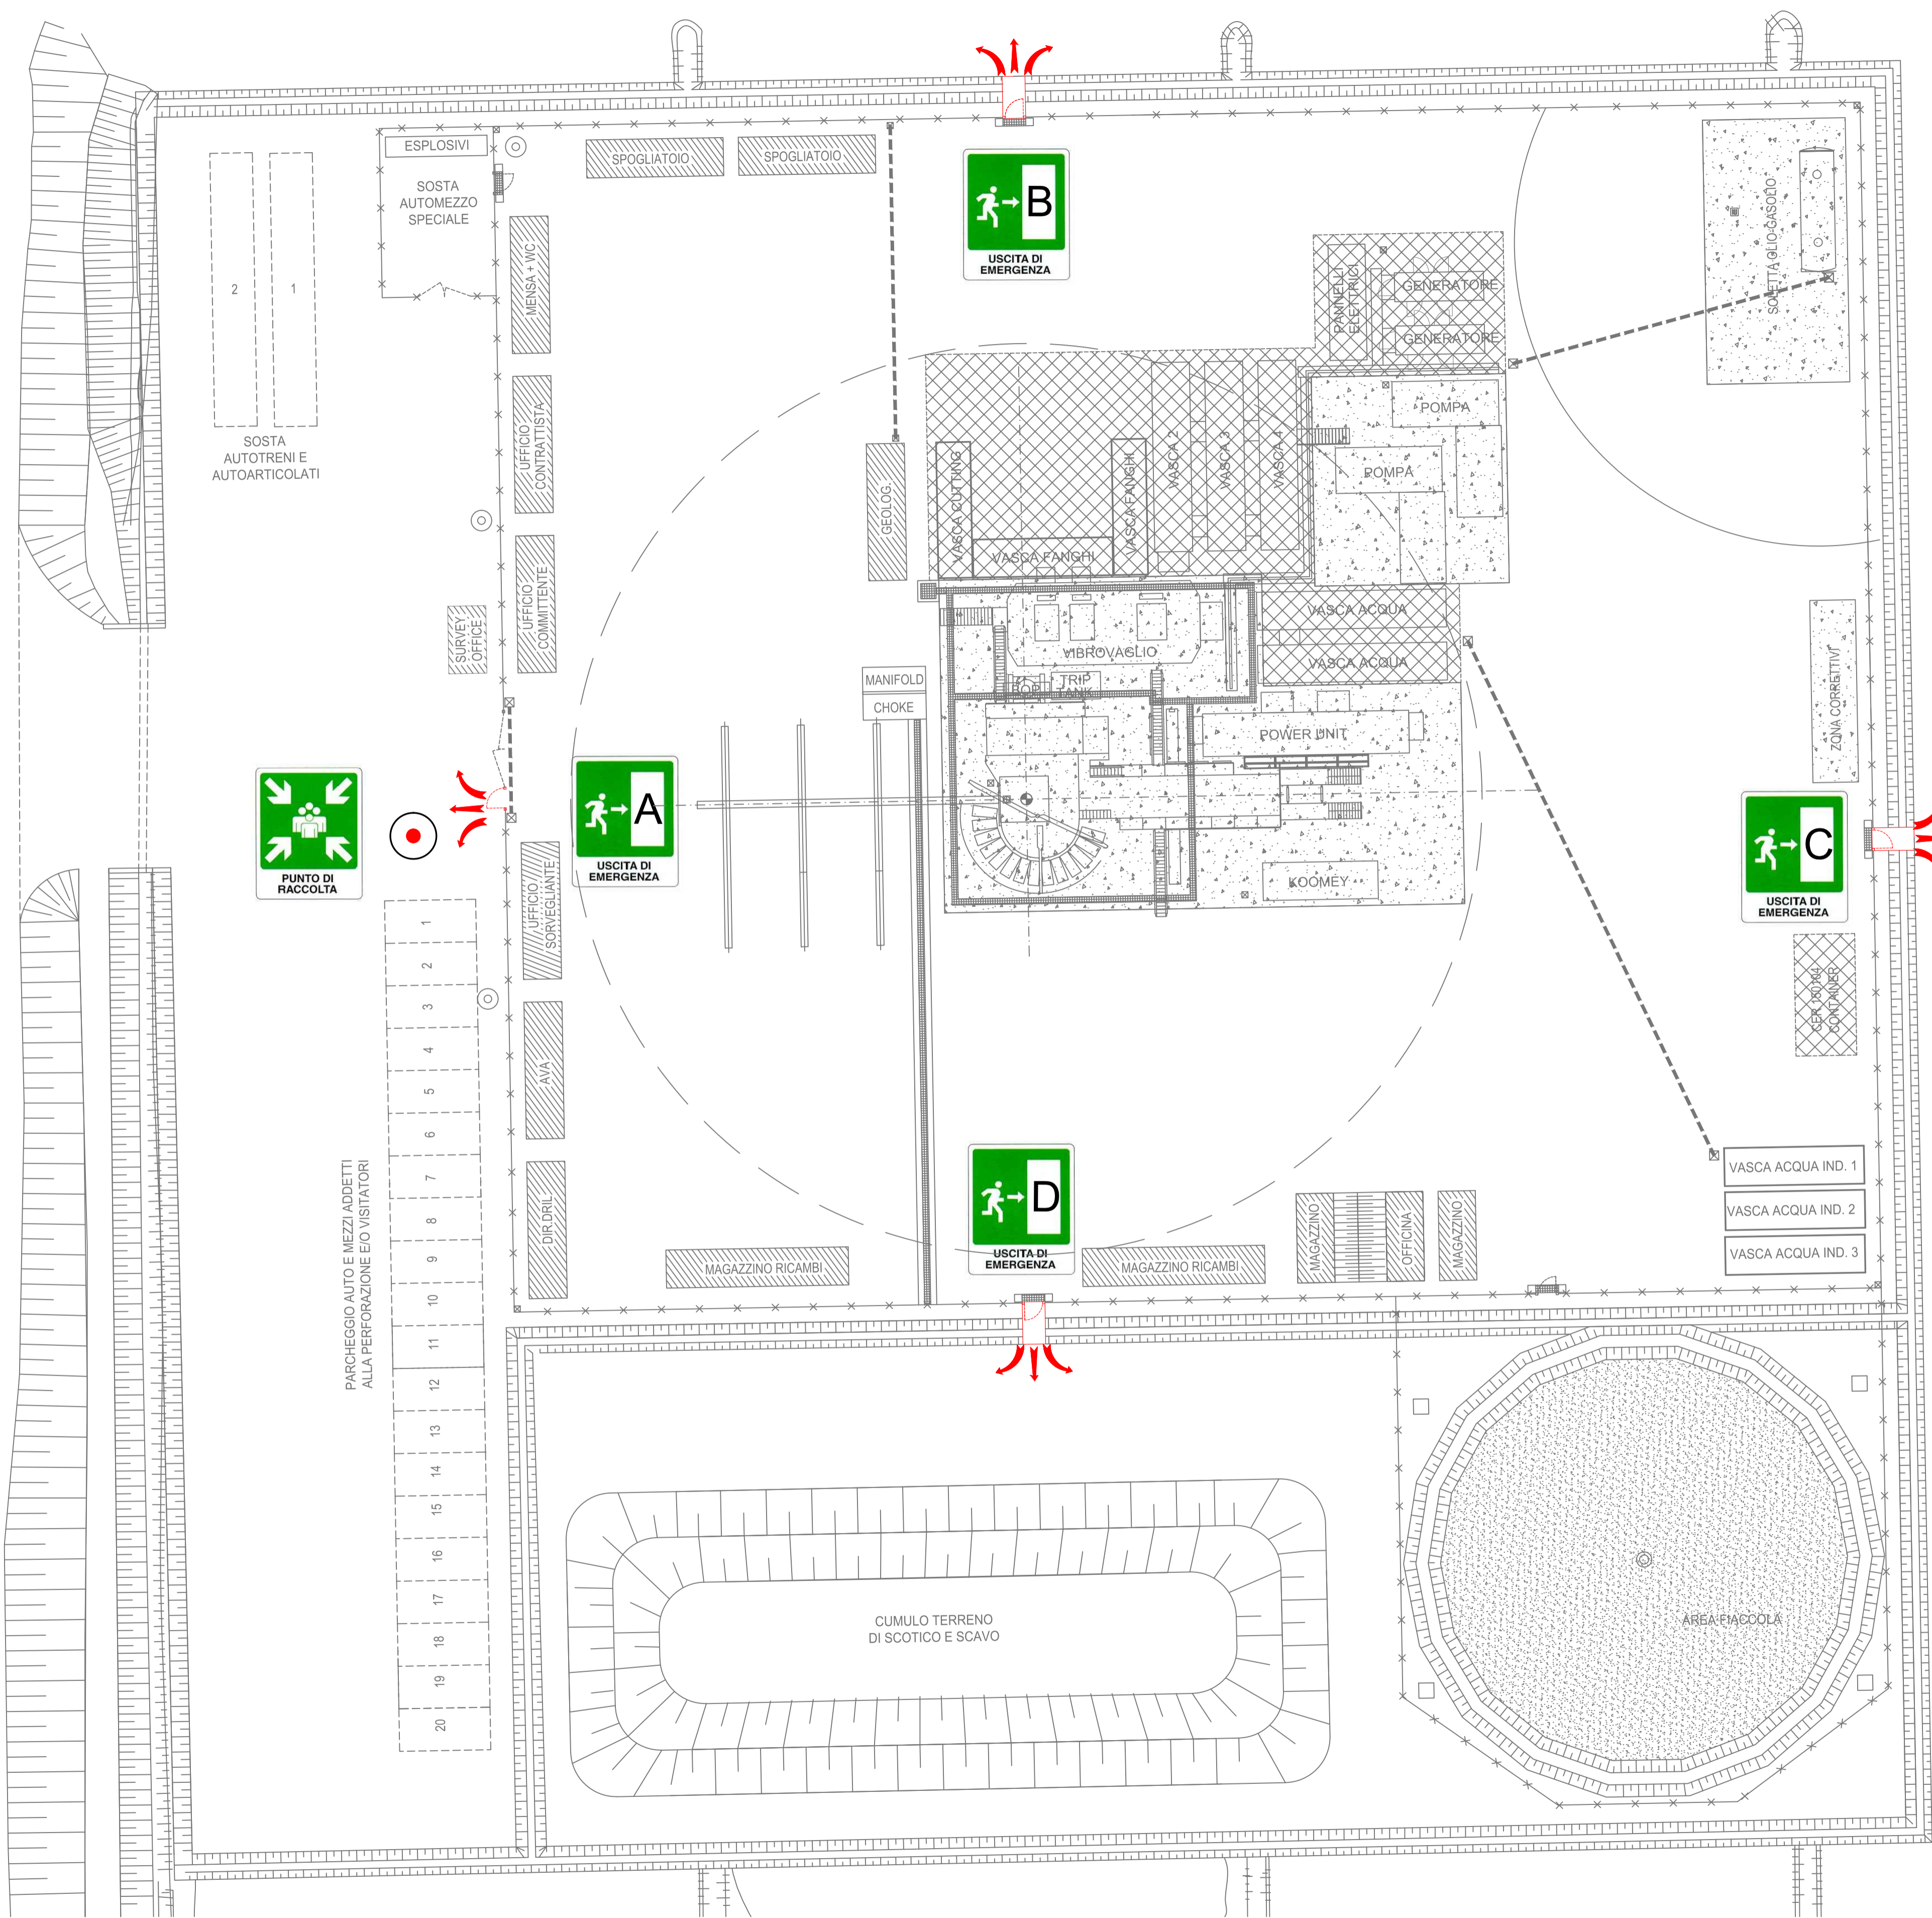 ESPLOSIVI
SOSTA
AUTOMEZZO
SPECIALE
SPOGLIATOIO
SPOGLIATOIO
B
USCITA DI
EMERGENZA
2
1
SOSTA
AUTOTRENI E
AUTOARTICOLATI
MENSA + WC
UFFICIO
CONTRATTISTA
UFFICIO
COMMITTENTE
SURVEY
OFFICE
GEOLOG.
PANNELLI
ELETTRICI
GENERATORE
GENERATORE
SOLETTA OLIO-GASOLIO
POMPA
POMPA
VASCA CUTTING
VASCA FANGHI
VASCA FANGHI
VASCA 2
VASCA 3
VASCA 4
VASCA ACQUA
VASCA ACQUA
VIBROVAGLIO
BOP
TRIP
TANK
MANIFOLD
CHOKE
POWER UNIT
KOOMEY
ZONA CORRETTIVI
PUNTO DI
RACCOLTA
A
USCITA DI
EMERGENZA
C
USCITA DI
EMERGENZA
UFFICIO
SORVEGLIANTE
AVA
DIR.DRIL
CER 150104
CONTAINER
1
2
3
4
5
6
7
8
9
10
11
12
13
14
15
16
17
18
19
20
PARCHEGGIO AUTO E MEZZI ADDETTI
ALLA PERFORAZIONE E/O VISITATORI
D
USCITA DI
EMERGENZA
MAGAZZINO RICAMBI
MAGAZZINO RICAMBI
MAGAZZINO
OFFICINA
MAGAZZINO
VASCA ACQUA IND. 1
VASCA ACQUA IND. 2
VASCA ACQUA IND. 3
CUMULO TERRENO
DI SCOTICO E SCAVO
AREA FIACCOLA